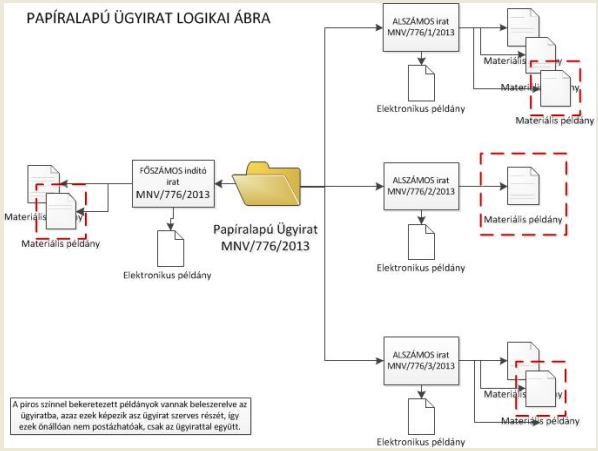 PAPÍRALAPÚ ÜGYIRAT LOGIKAI ÁBRA
ALSZÁMOS irat
MNV/776/1/2013
Elektronikus példány
Materiális
Materiális
Materiális példány
FŐSZÁMOS indító
irat
MNV/776/2013
Materiális
Materiális példány
Elektronikus példány
Papíralapú Ügyirat
MNV/776/2013
ALSZÁMOS irat
MNV/776/2/2013
Elektronikus példány
Materiális példány
ALSZÁMOS irat
MNV/776/3/2013
Elektronikus példány
Materiális
Materiális példány
A piros színnel bekeretezett példányok vannak beleszerelve az
ügyiratba, azaz ezek képezik asz ügyirat szerves részét, így
ezek önállóan nem postázhatóak, csak az ügyirattal együtt.